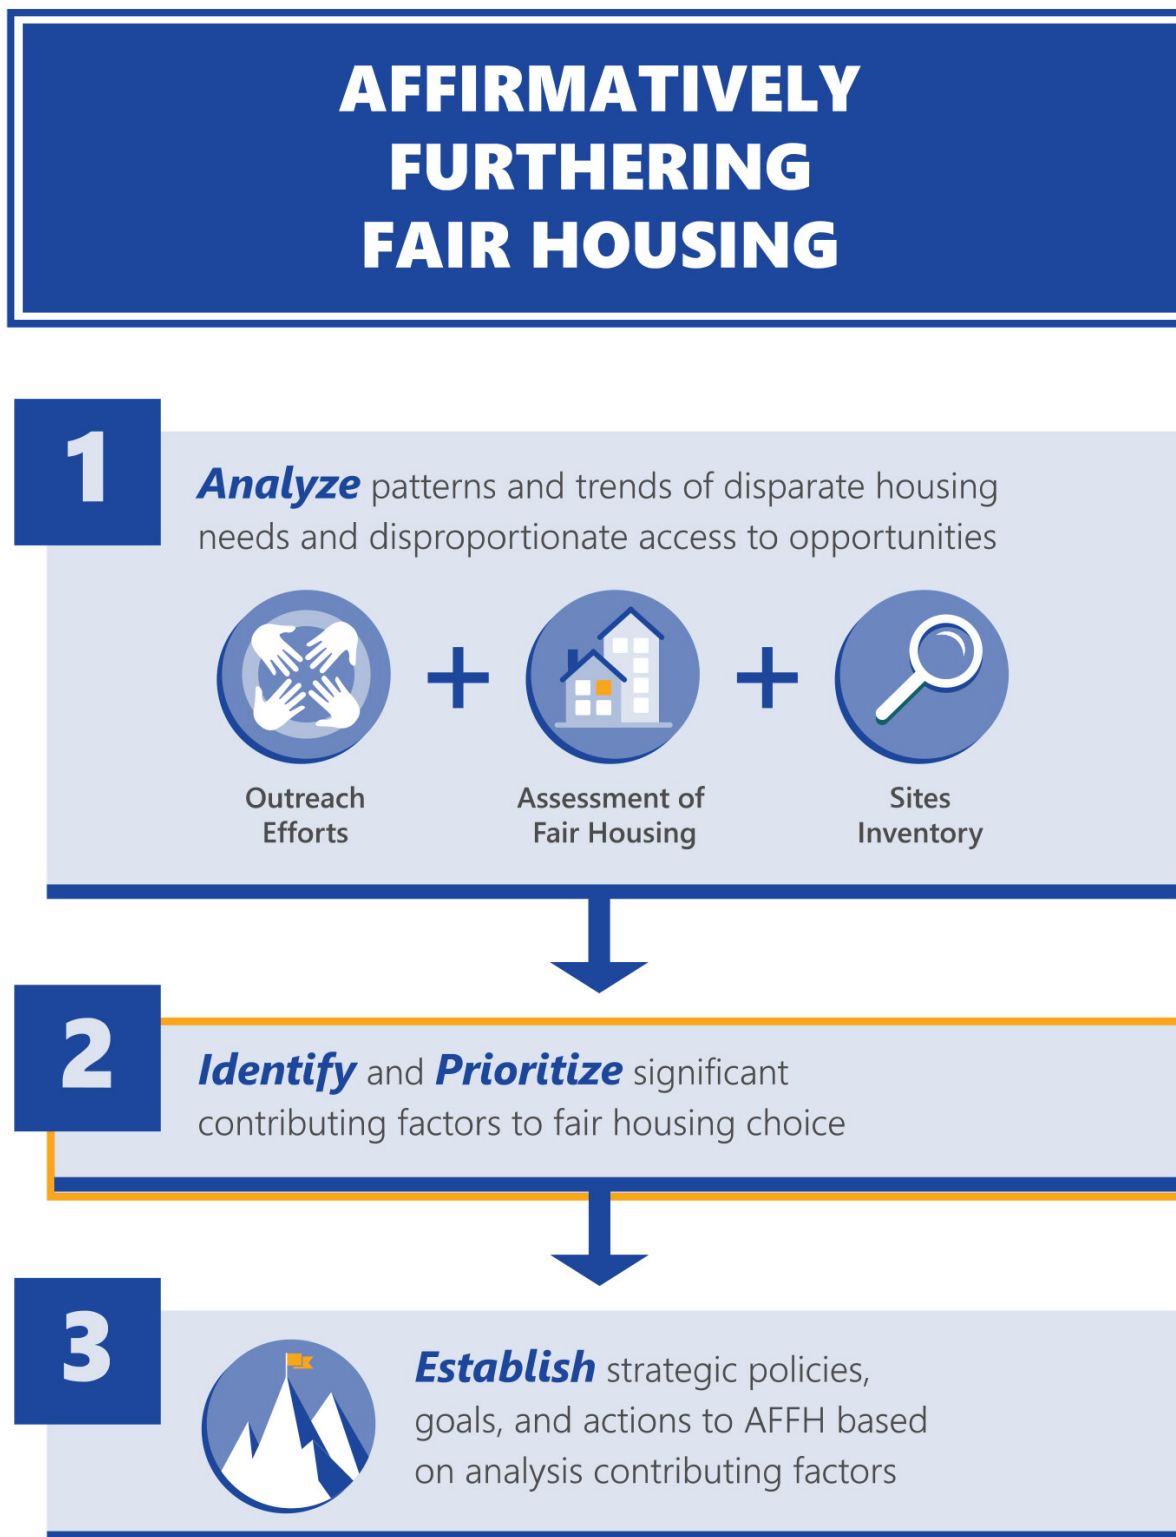 AFFIRMATIVELY
FURTHERING
FAIR HOUSING
1
Analyze patterns and trends of disparate housing
needs and disproportionate access to opportunities
Outreach
Efforts
Assessment of
Fair Housing
Sites
Inventory
2
Identify and Prioritize significant
contributing factors to fair housing choice
3
Establish strategic policies,
goals, and actions to AFFH based
on analysis contributing factors